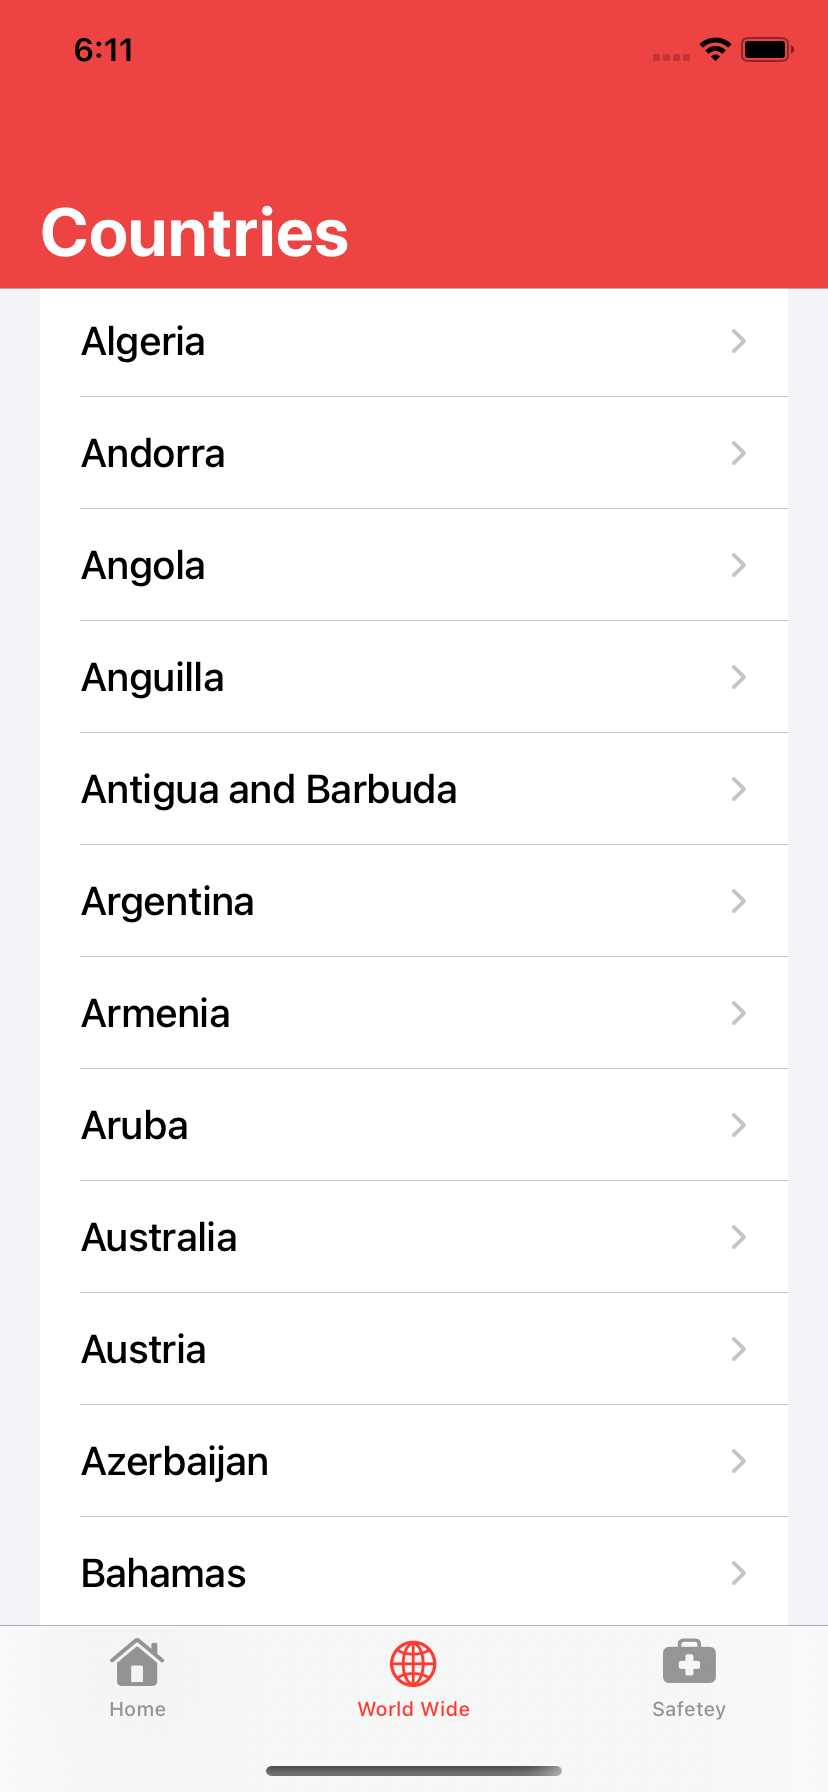 6:11
Countries
Algeria
Andorra
Angola
Anguilla
Antigua and Barbuda
Argentina
Armenia
Aruba
Australia
Austria
Azerbaijan
Bahamas
Home
World Wide
Safetey